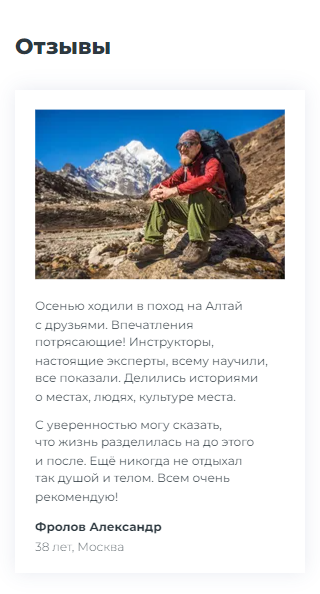 Отзывы
Осенью ходили в поход на Алтай
с друзьями. Впечатления
потрясающие! Инструкторы,
настоящие эксперты, всему научили,
все показали. Делились историями
о местах, людях, культуре места.
С уверенностью могу сказать,
что жизнь разделилась на до этого
и после. Ещё никогда не отдыхал
так душой и телом. Всем очень
рекомендую!
Фролов Александр
38 лет, Москва